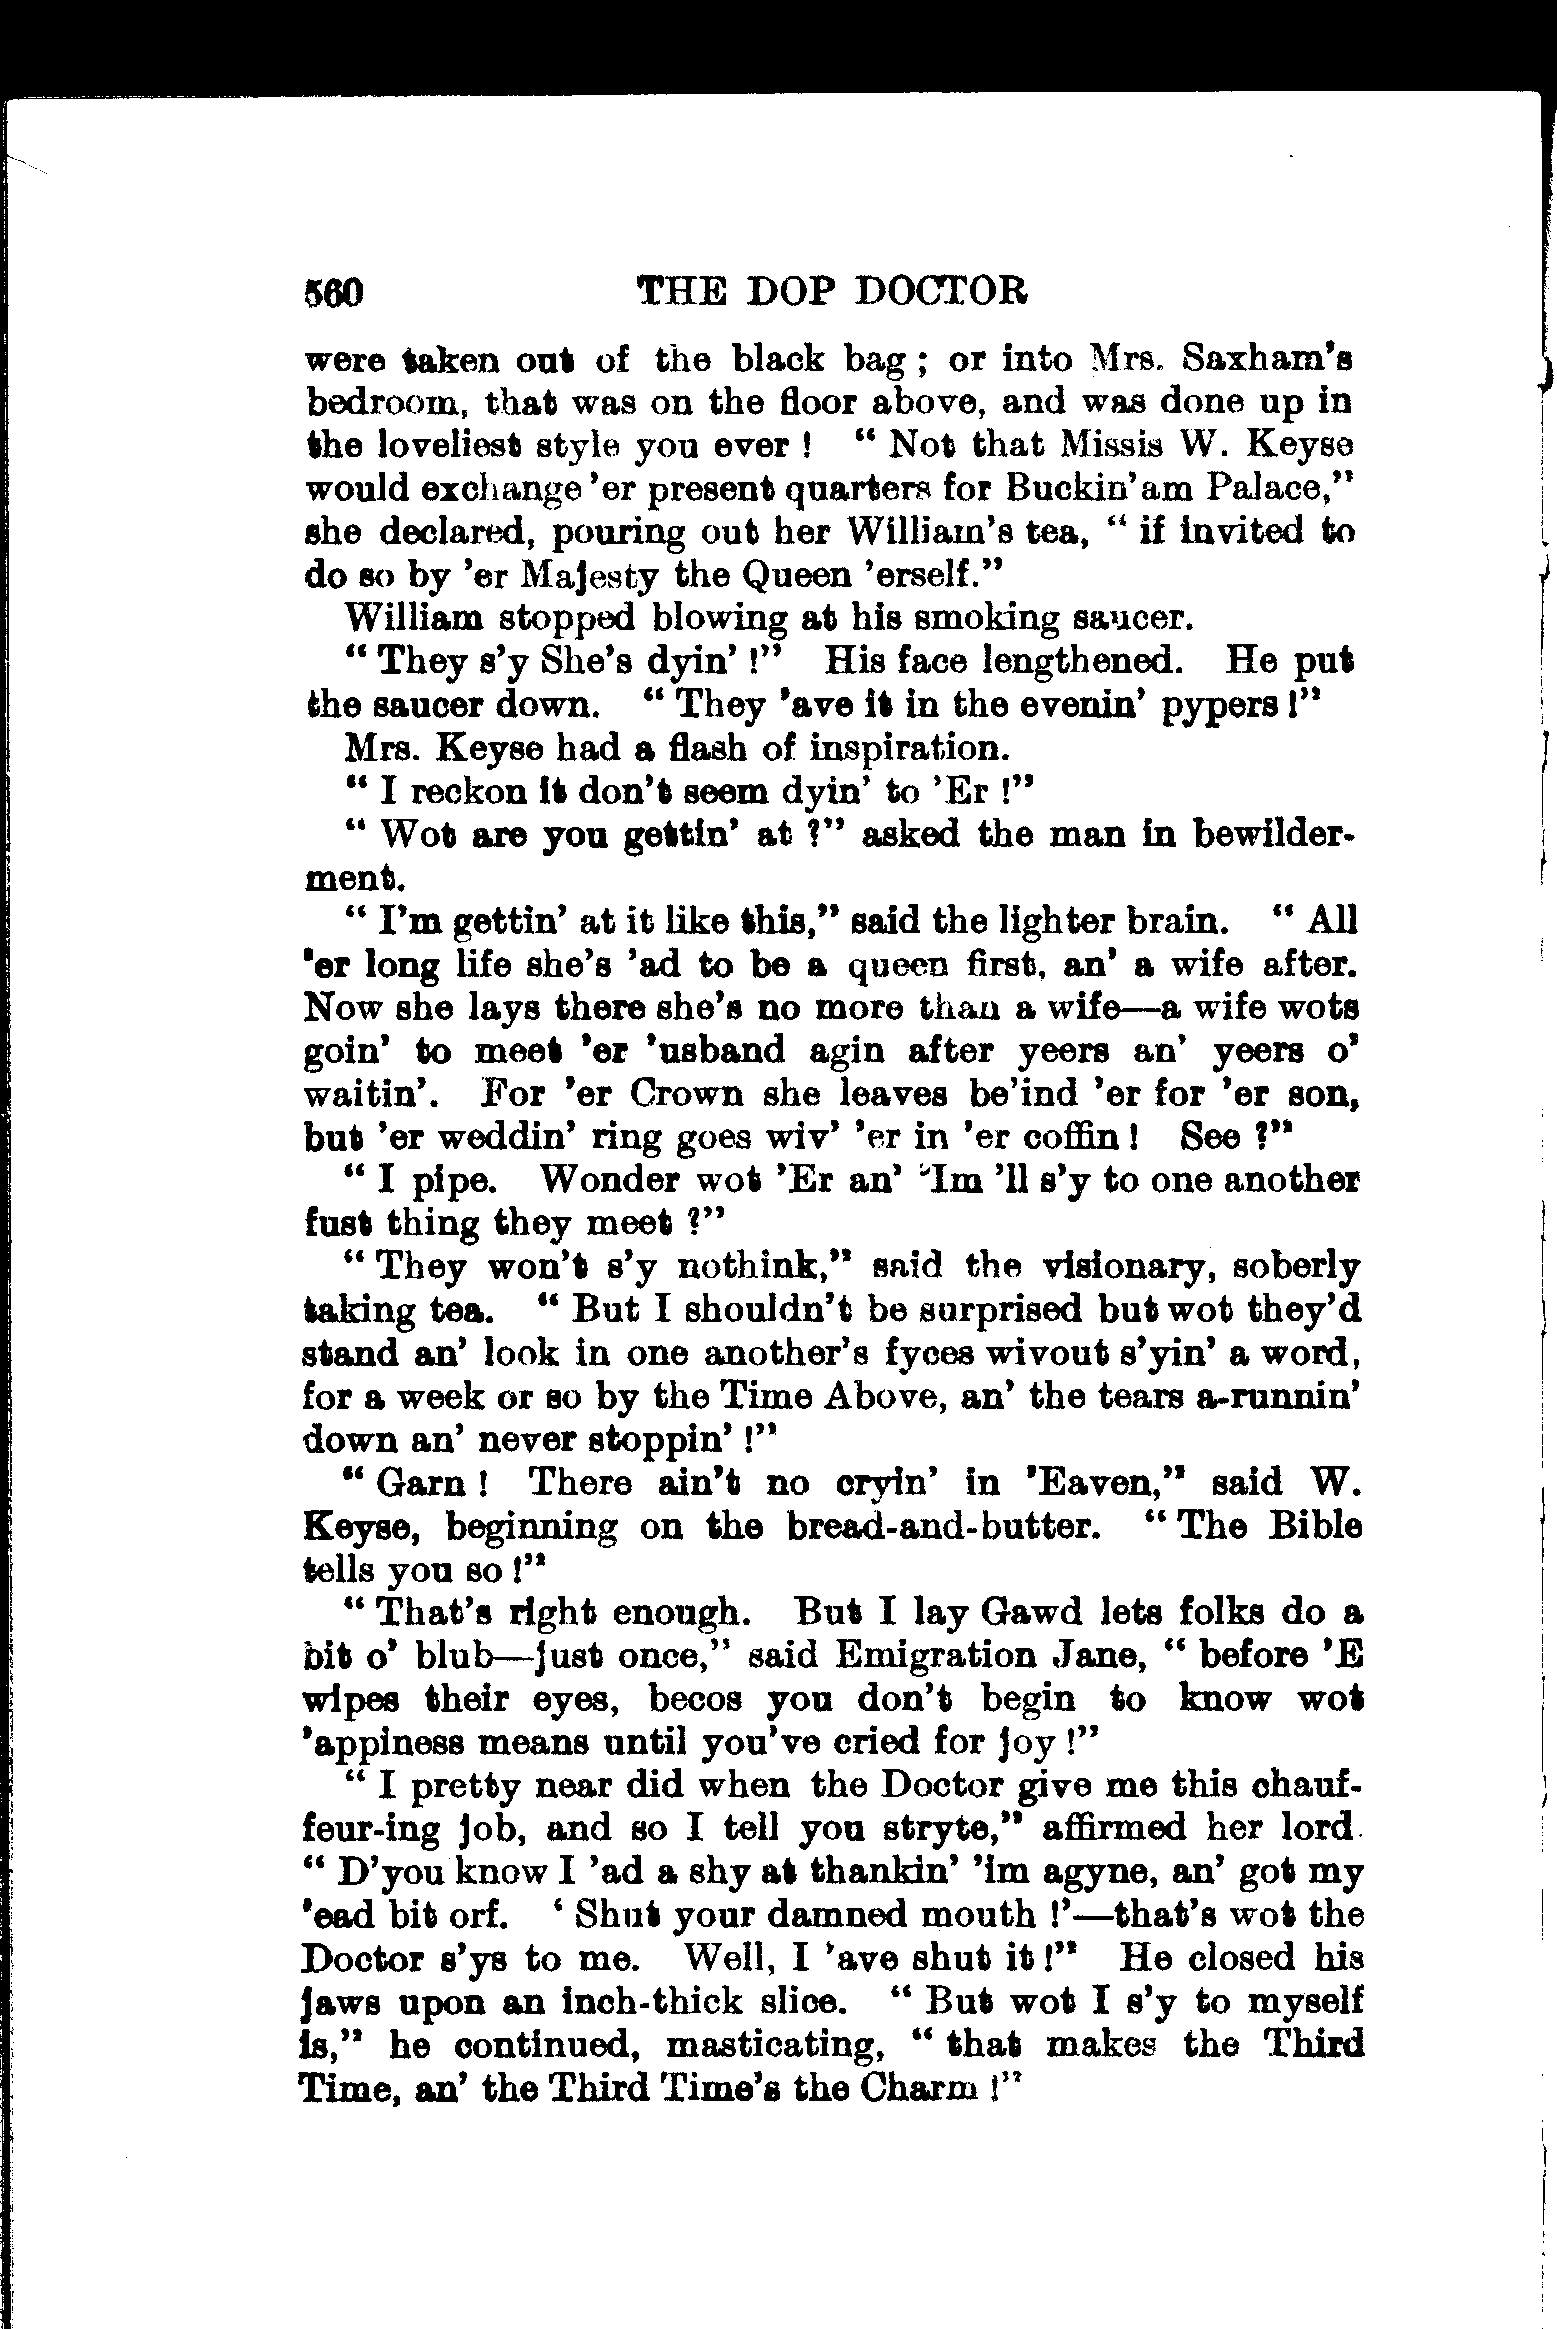 560 THE DOP DOCTOR
were taken out of the black bag ; or into Mrs. Saxham's
bedroom, that was on the floor above, and was done up in
the loveliest style you ever ! “ Not that Missis W. Keyse
would exchange 'er present quarters for Buckin'am Palace,”
she declared, pouring out her William's tea, “ if invited to
do so by 'er Majesty the Queen 'erself.”
William stopped blowing at his smoking saucer.
“ They s'y She's dyin' !” His face lengthened. He put
the saucer down. “ They 'ave it in the evenin' pypers !”
Mrs. Keyse had a flash of inspiration.
“ I reckon it don't seem dyin' to 'Er !”
“ Wot are you gettin' at ?” asked the man in bewilder-
ment.
“ I'm gettin' at it like this,” said the lighter brain. “ All
'er long life she's 'ad to be a queen first, an' a wife after.
Now she lays there she's no more than a wife—a wife wots
goin' to meet 'er 'usband agin after yeers an' yeers o'
waitin'. For 'er Crown she leaves be'ind 'er for 'er son,
but 'er weddin' ring goes wiv' 'er in 'er coffin ! See ?”
“ I pipe. Wonder wot 'Er an' 'Im 'll s'y to one another
fust thing they meet ?”
“ They won't s'y nothink,” said the visionary, soberly
taking tea. “ But I shouldn't be surprised but wot they'd
stand an' look in one another's fyces wivout s'yin' a word,
for a week or so by the Time Above, an' the tears a-runnin'
down an' never stoppin' !”
“ Garn ! There ain't no cryin' in 'Eaven,” said W.
Keyse, beginning on the bread-and-butter. “ The Bible
tells you so !”
“ That's right enough. But I lay Gawd lets folks do a
bit o' blub—just once,” said Emigration Jane, “ before 'E
wipes their eyes, becos you don't begin to know wot
'appiness means until you've cried for joy !”
“ I pretty near did when the Doctor give me this chauf-
feur-ing job, and so I tell you stryte,” affirmed her lord.
“ D'you know I 'ad a shy at thankin' 'im agyne, an' got my
'ead bit orf. ‘ Shut your damned mouth !’—that's wot the
Doctor s'ys to me. Well, I 'ave shut it !” He closed his
jaws upon an inch-thick slice. “ But wot I s'y to myself
is,” he continued, masticating, “ that makes the Third
Time, an' the Third Time's the Charm !”